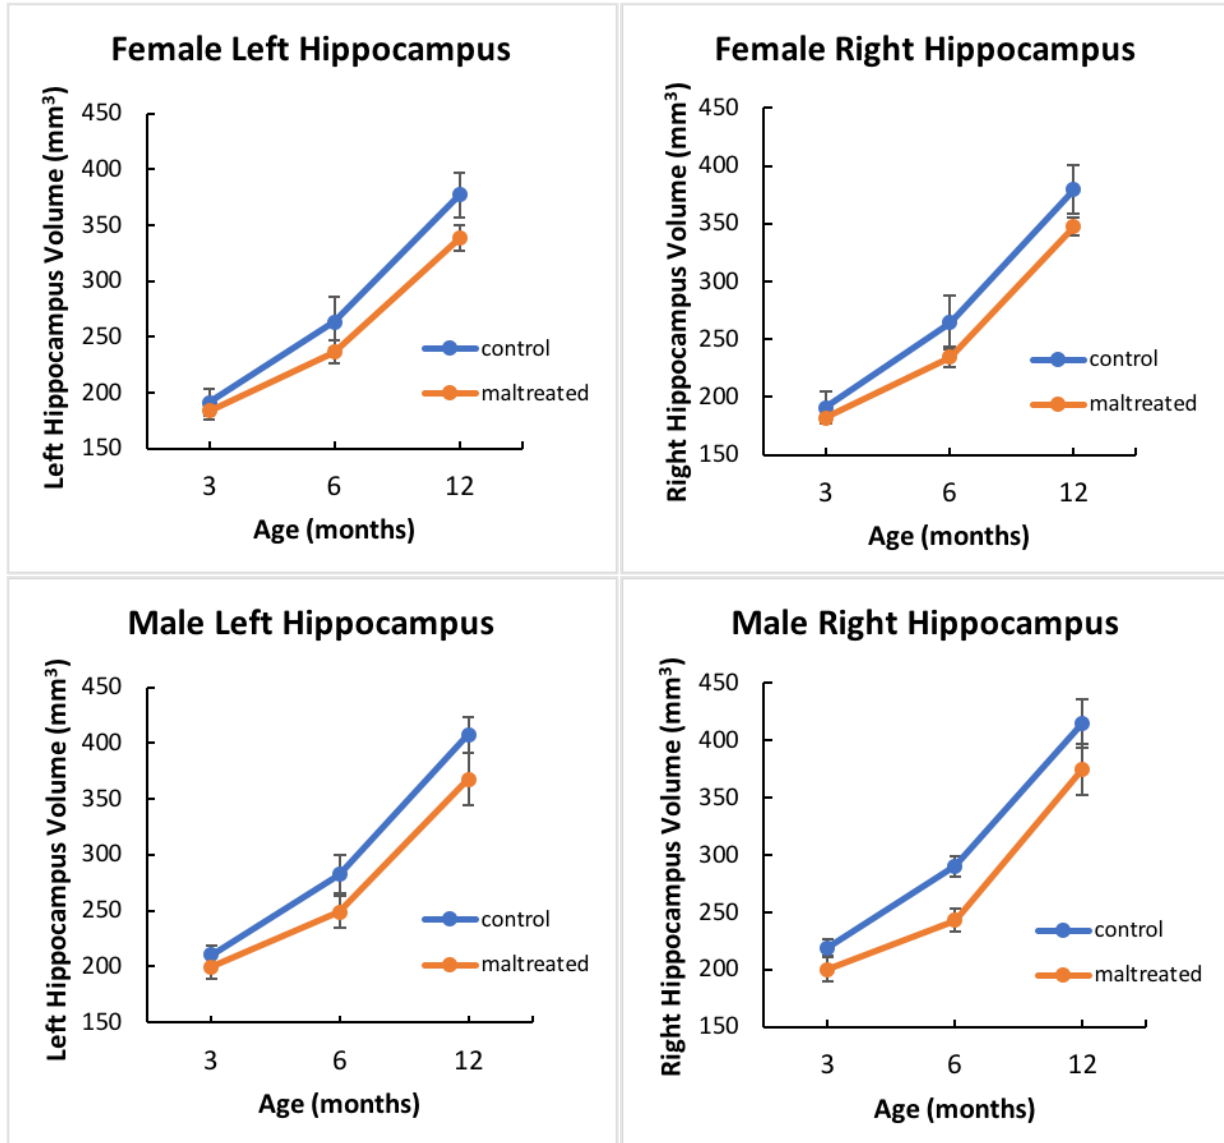 Female Left Hippocampus
Left Hippocampus Volume (mm³)
450
400
350
300
250
200
150
control
maltreated
3 6 12
Age (months)
Female Right Hippocampus
Right Hippocampus Volume (mm³)
450
400
350
300
250
200
150
control
maltreated
3 6 12
Age (months)
Male Left Hippocampus
Left Hippocampus Volume (mm³)
450
400
350
300
250
200
150
control
maltreated
3 6 12
Age (months)
Male Right Hippocampus
Right Hippocampus Volume (mm³)
450
400
350
300
250
200
150
control
maltreated
3 6 12
Age (months)